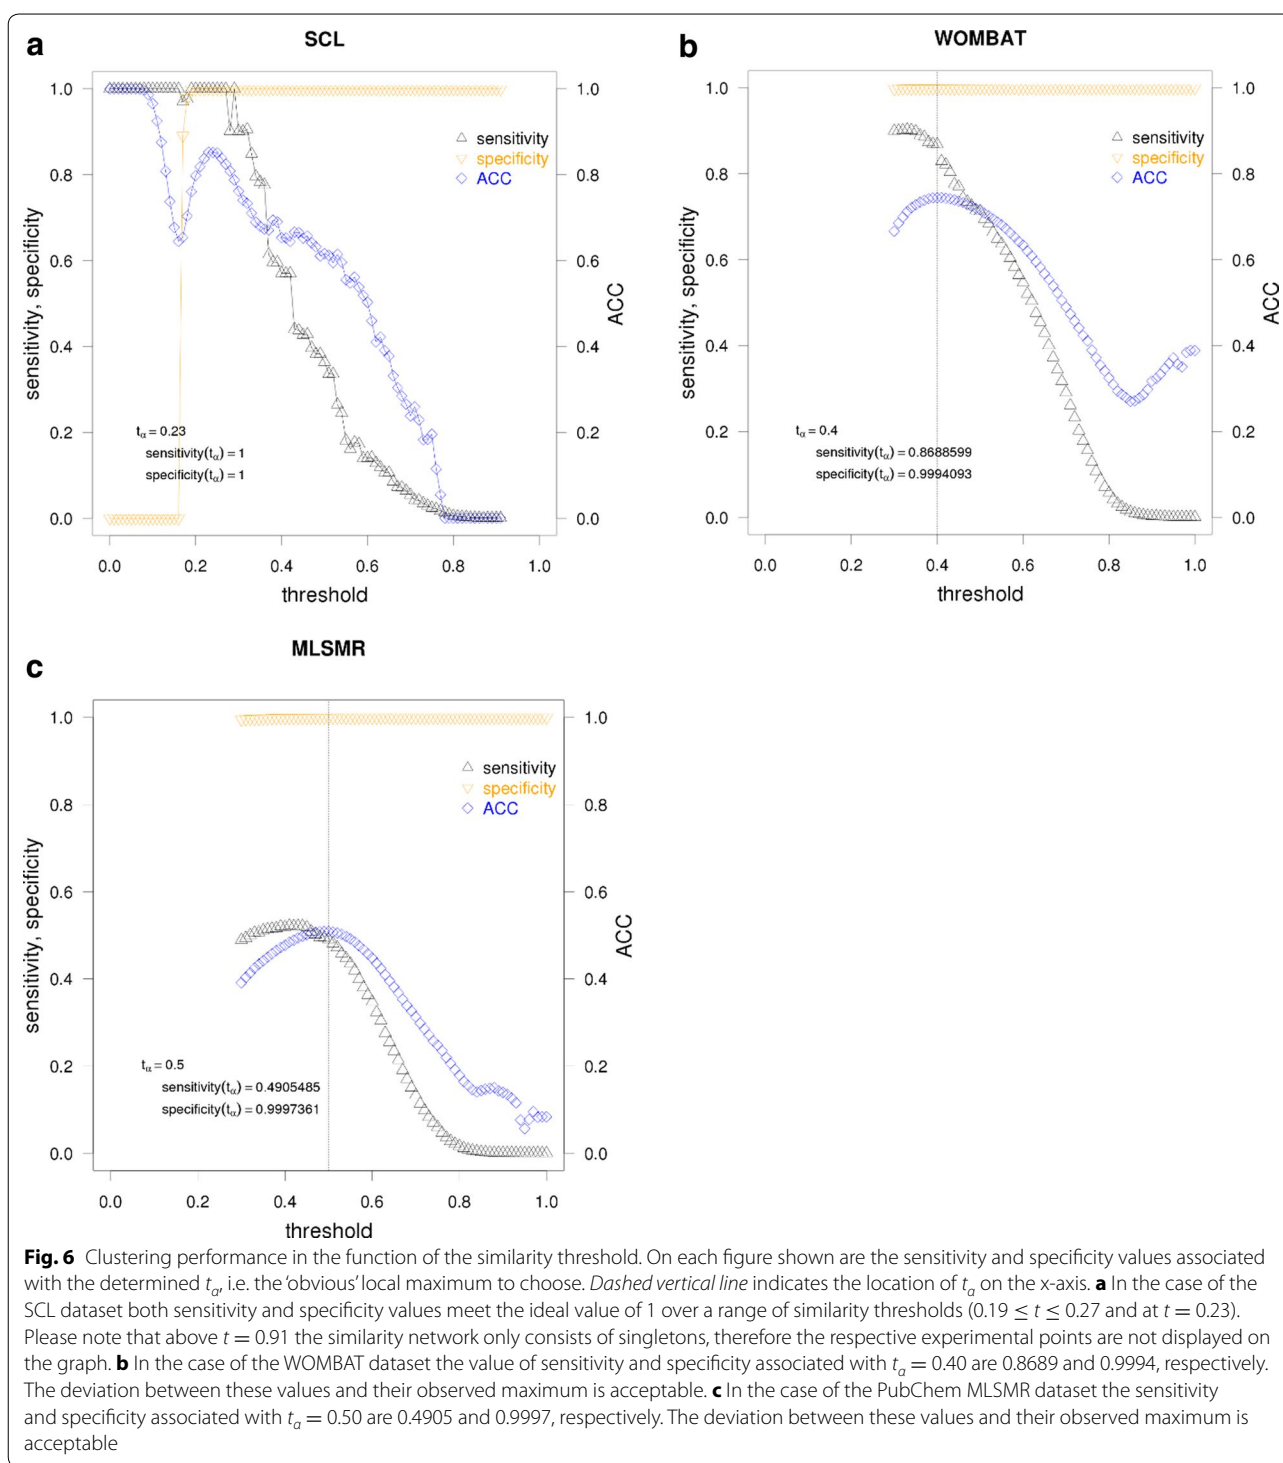 a
SCL
1.0
0.8
0.6
0.4
0.2
0.0
sensitivity, specificity
1.0
0.8
0.6
0.4
0.2
0.0
ACC
sensitivity
specificity
ACC
tα = 0.23
sensitivity(tα) = 1
specificity(tα) = 1
0.0 0.2 0.4 0.6 0.8 1.0
threshold
b
WOMBAT
1.0
0.8
0.6
0.4
0.2
0.0
sensitivity, specificity
1.0
0.8
0.6
0.4
0.2
0.0
ACC
sensitivity
specificity
ACC
tα = 0.4
sensitivity(tα) = 0.8688599
specificity(tα) = 0.9994093
0.0 0.2 0.4 0.6 0.8 1.0
threshold
c
MLSMR
1.0
0.8
0.6
0.4
0.2
0.0
sensitivity, specificity
1.0
0.8
0.6
0.4
0.2
0.0
ACC
sensitivity
specificity
ACC
tα = 0.5
sensitivity(tα) = 0.4905485
specificity(tα) = 0.9997361
0.0 0.2 0.4 0.6 0.8 1.0
threshold
Fig. 6 Clustering performance in the function of the similarity threshold. On each figure shown are the sensitivity and specificity values associated
with the determined tα, i.e. the ‘obvious’ local maximum to choose. Dashed vertical line indicates the location of tα on the x-axis. a In the case of the
SCL dataset both sensitivity and specificity values meet the ideal value of 1 over a range of similarity thresholds (0.19 ≤ t ≤ 0.27 and at t = 0.23).
Please note that above t = 0.91 the similarity network only consists of singletons, therefore the respective experimental points are not displayed on
the graph. b In the case of the WOMBAT dataset the value of sensitivity and specificity associated with tα = 0.40 are 0.8689 and 0.9994, respectively.
The deviation between these values and their observed maximum is acceptable. c In the case of the PubChem MLSMR dataset the sensitivity
and specificity associated with tα = 0.50 are 0.4905 and 0.9997, respectively. The deviation between these values and their observed maximum is
acceptable